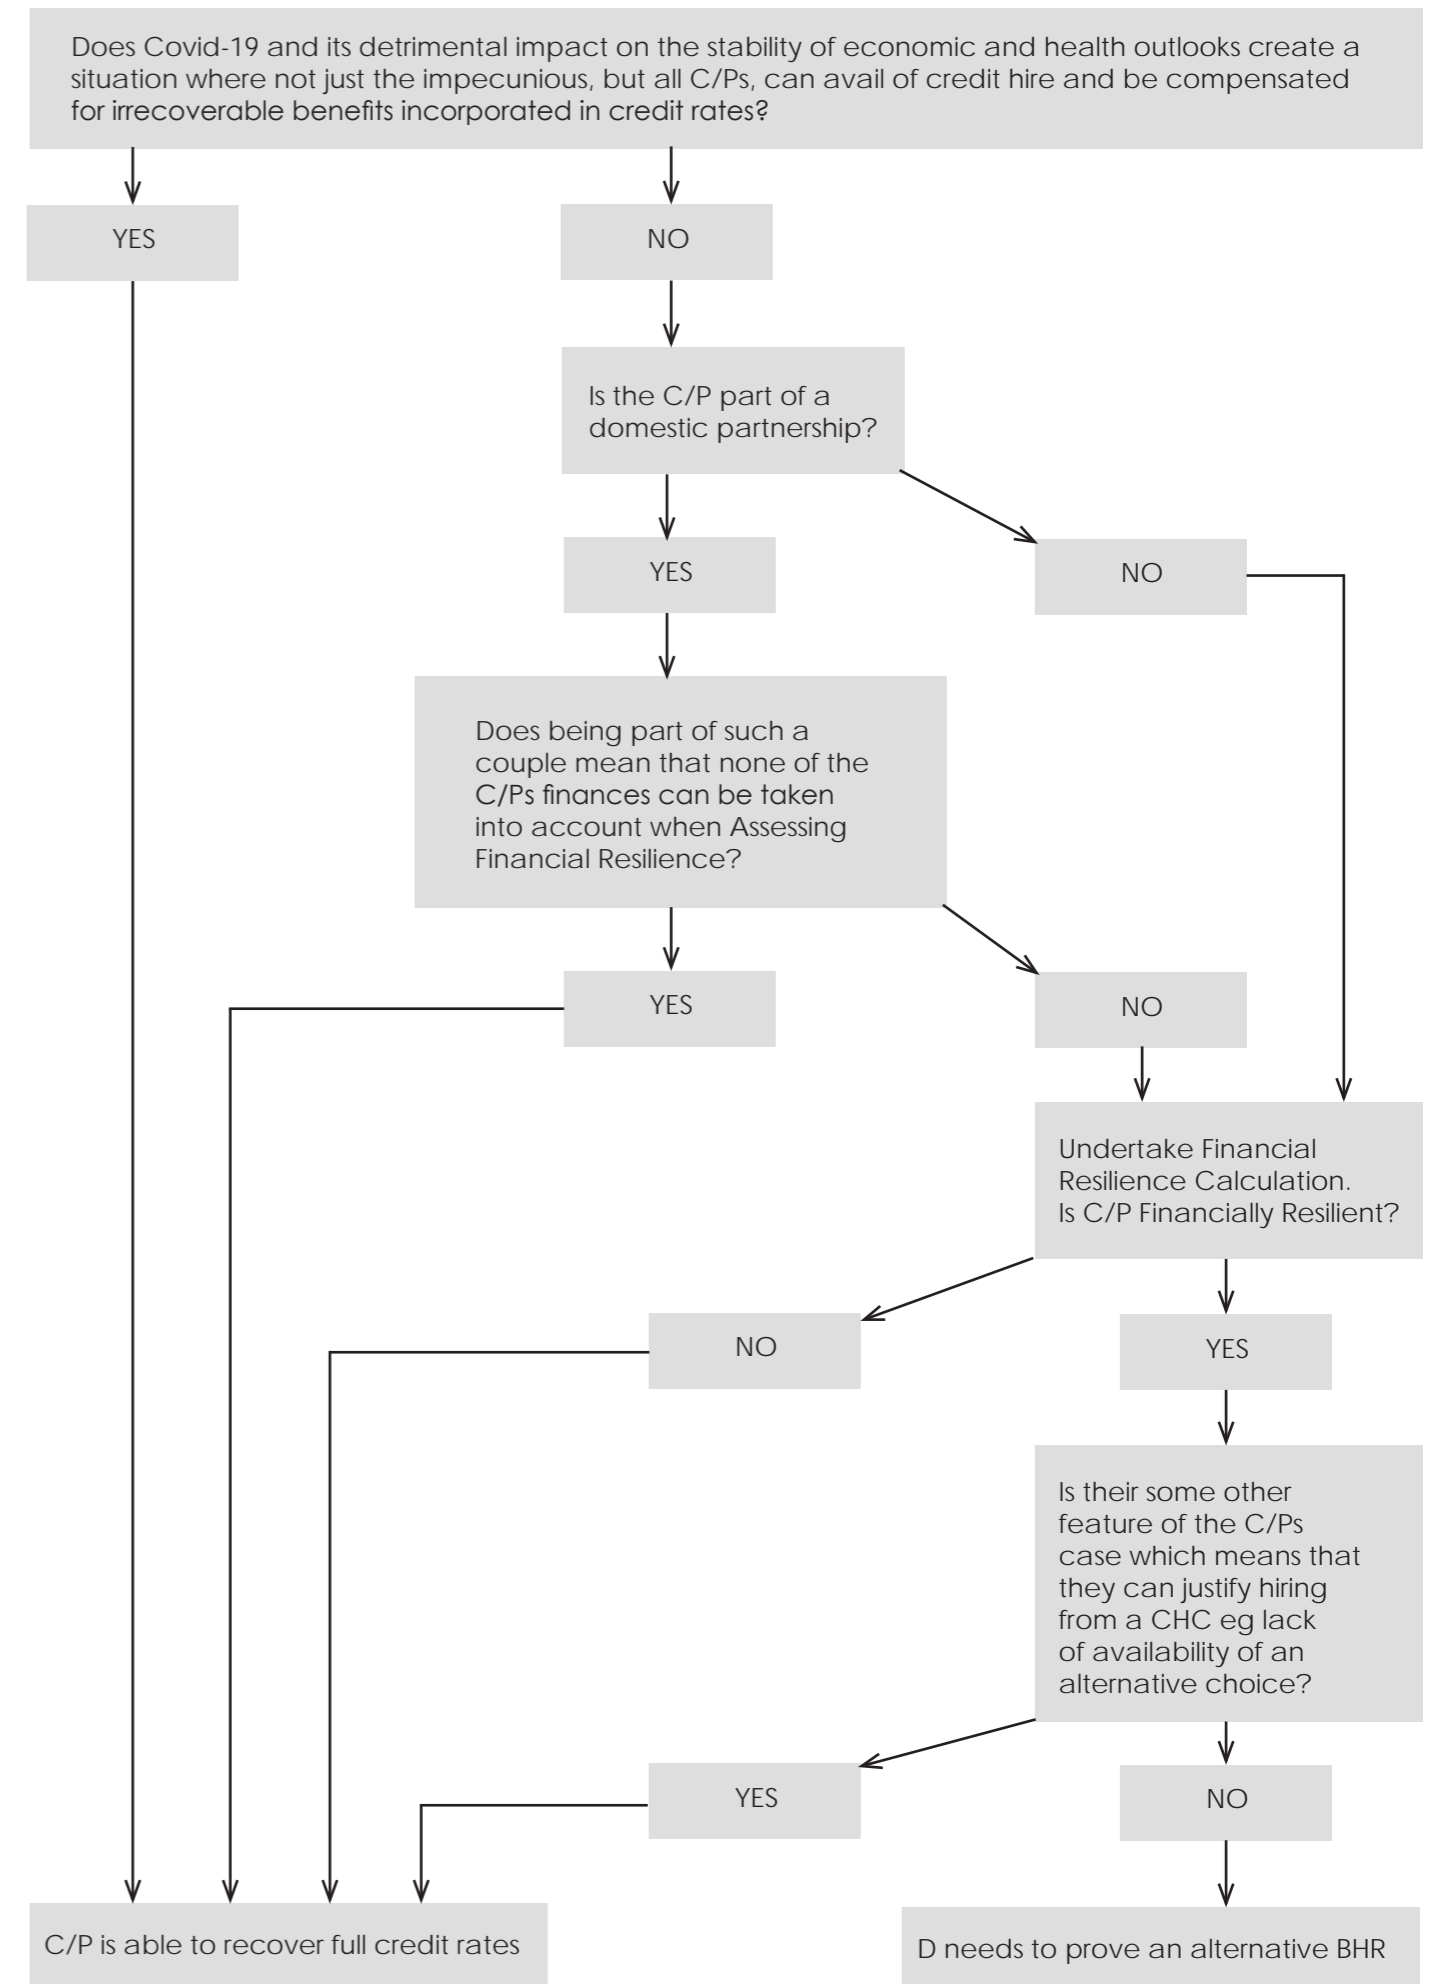 Does Covid-19 and its detrimental impact on the stability of economic and health outlooks create a
situation where not just the impecunious, but all C/Ps, can avail of credit hire and be compensated
for irrecoverable benefits incorporated in credit rates?
YES
NO
Is the C/P part of a
domestic partnership?
YES
NO
Does being part of such a
couple mean that none of the
C/Ps finances can be taken
into account when Assessing
Financial Resilience?
YES
NO
Undertake Financial
Resilience Calculation.
Is C/P Financially Resilient?
NO
YES
Is their some other
feature of the C/Ps
case which means that
they can justify hiring
from a CHC eg lack
of availability of an
alternative choice?
YES
NO
C/P is able to recover full credit rates
D needs to prove an alternative BHR